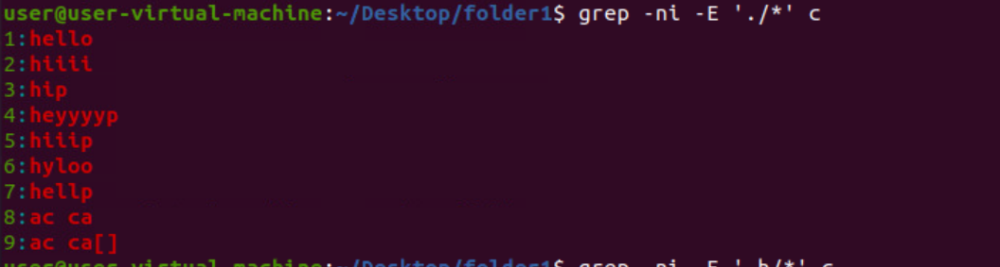 user@user-virtual-machine:~/Desktop/folder1$ grep -ni -E './*' c
1:hello
2:hiiii
3:hip
4:heyyyyp
5:hiiip
6:hyloo
7:hellp
8:ac ca
9:ac ca[]
user@user-virtual-machine:~/Desktop/folder1$ grep -ni -E '.h/*' c